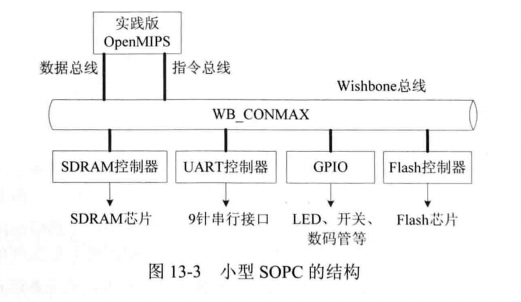 实践版
OpenMIPS
数据总线
指令总线
Wishbone总线
WB_CONMAX
SDRAM控制器
UART控制器
GPIO
Flash控制器
SDRAM芯片
9针串行接口
LED、开关、
数码管等
Flash芯片
图 13-3 小型 SOPC 的结构